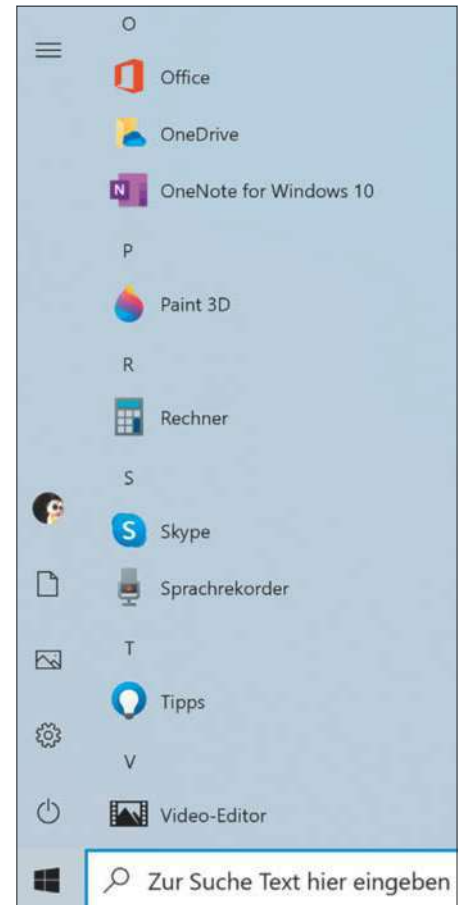 O
Office
OneDrive
N
OneNote for Windows 10
P
Paint 3D
R
Rechner
S
S
Skype
Sprachrekorder
T
Tipps
V
Video-Editor
Zur Suche Text hier eingeben